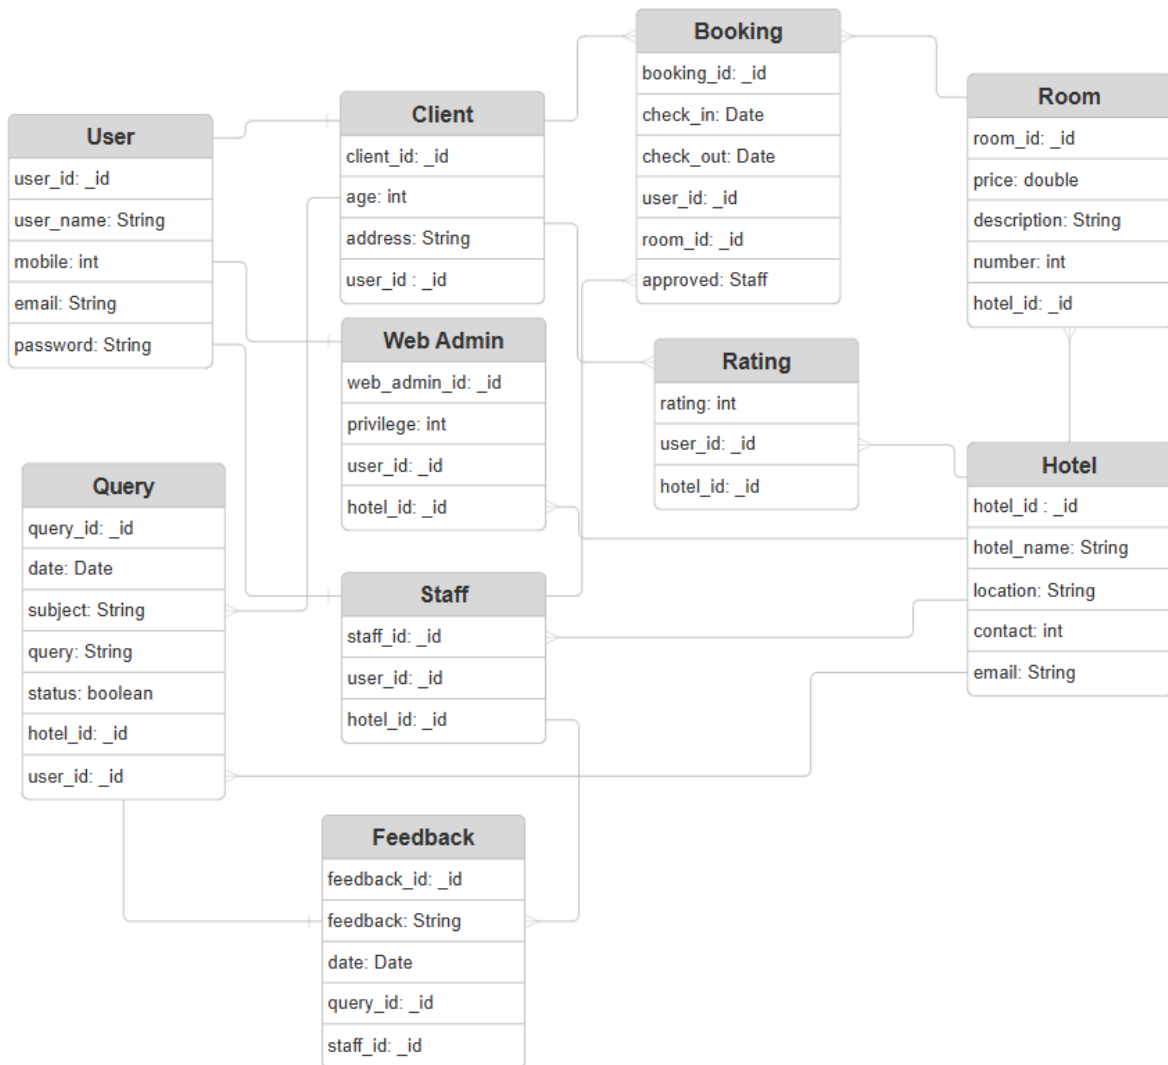 User
user_id: _id
user_name: String
mobile: int
email: String
password: String
Client
client_id: _id
age: int
address: String
user_id : _id
Booking
booking_id: _id
check_in: Date
check_out: Date
user_id: _id
room_id: _id
approved: Staff
Room
room_id: _id
price: double
description: String
number: int
hotel_id: _id
Web Admin
web_admin_id: _id
privilege: int
user_id: _id
hotel_id: _id
Rating
rating: int
user_id: _id
hotel_id: _id
Hotel
hotel_id : _id
hotel_name: String
location: String
contact: int
email: String
Query
query_id: _id
date: Date
subject: String
query: String
status: boolean
hotel_id: _id
user_id: _id
Staff
staff_id: _id
user_id: _id
hotel_id: _id
Feedback
feedback_id: _id
feedback: String
date: Date
query_id: _id
staff_id: _id